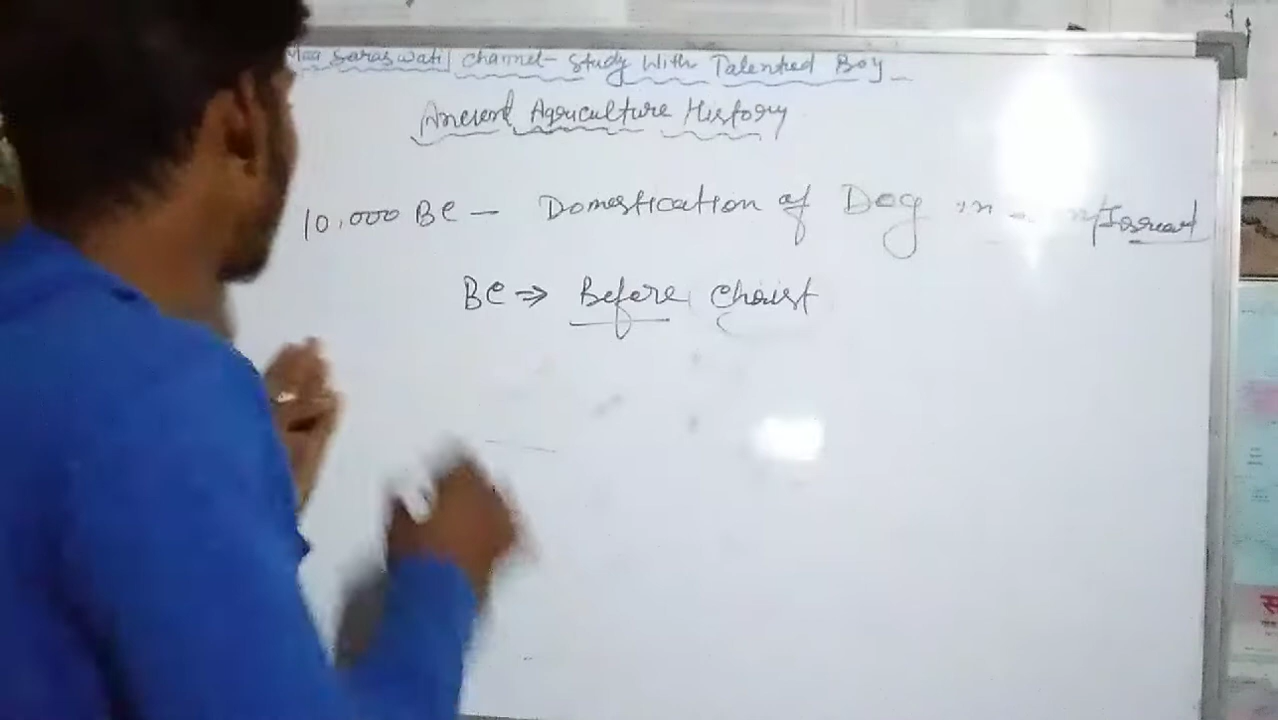 Maa Saraswati Channel- Study With Talented Boy
Ancient Agriculture History
10,000 BC - Domestication of Dog in
BC ⇒ Before Christ